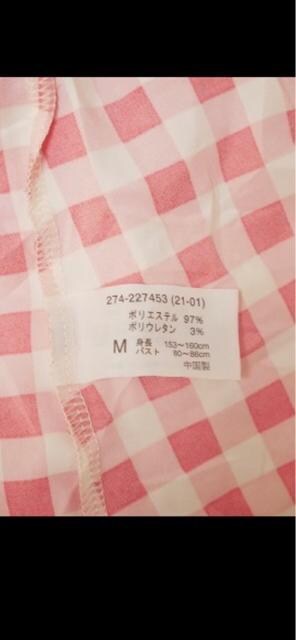 274-227453 (21-01)
ポリエステル 97%
ポリウレタン 3%
M 身長 153〜160cm
バスト 80〜86cm
中国製